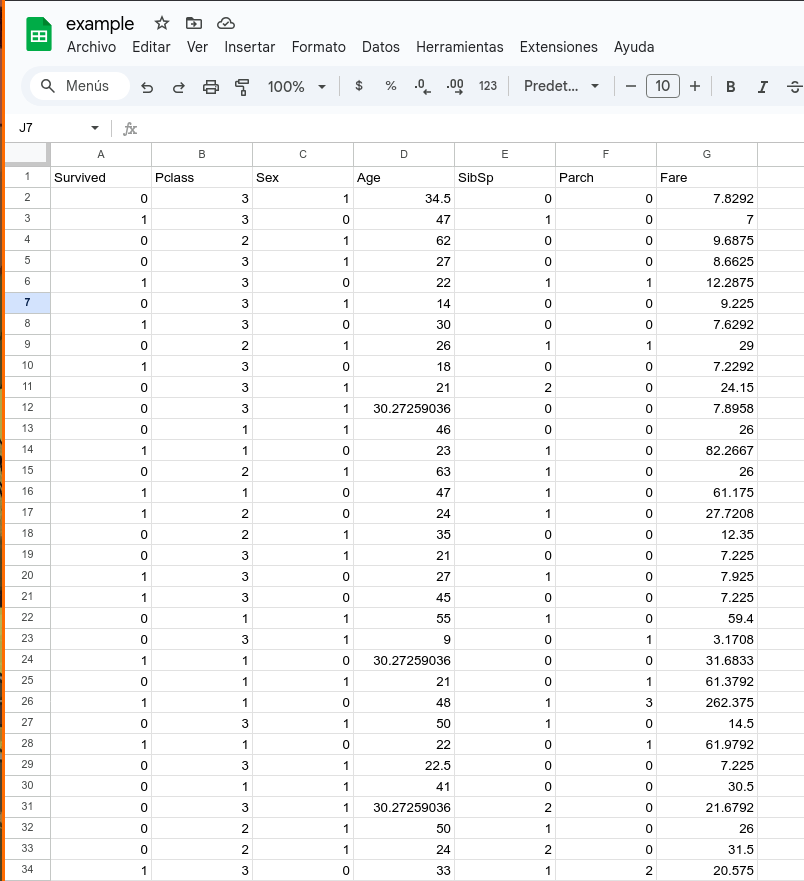 example
Archivo Editar Ver Insertar Formato Datos Herramientas Extensiones Ayuda
Menús 100% $ % .0 .00 123 Predet... − 10 + B I S
J7 fx
A B C D E F G
1 Survived Pclass Sex Age SibSp Parch Fare
2 0 3 1 34.5 0 0 7.8292
3 1 3 0 47 1 0 7
4 0 2 1 62 0 0 9.6875
5 0 3 1 27 0 0 8.6625
6 1 3 0 22 1 1 12.2875
7 0 3 1 14 0 0 9.225
8 1 3 0 30 0 0 7.6292
9 0 2 1 26 1 1 29
10 1 3 0 18 0 0 7.2292
11 0 3 1 21 2 0 24.15
12 0 3 1 30.27259036 0 0 7.8958
13 0 1 1 46 0 0 26
14 1 1 0 23 1 0 82.2667
15 0 2 1 63 1 0 26
16 1 1 0 47 1 0 61.175
17 1 2 0 24 1 0 27.7208
18 0 2 1 35 0 0 12.35
19 0 3 1 21 0 0 7.225
20 1 3 0 27 1 0 7.925
21 1 3 0 45 0 0 7.225
22 0 1 1 55 1 0 59.4
23 0 3 1 9 0 1 3.1708
24 1 1 0 30.27259036 0 0 31.6833
25 0 1 1 21 0 1 61.3792
26 1 1 0 48 1 3 262.375
27 0 3 1 50 1 0 14.5
28 1 1 0 22 0 1 61.9792
29 0 3 1 22.5 0 0 7.225
30 0 1 1 41 0 0 30.5
31 0 3 1 30.27259036 2 0 21.6792
32 0 2 1 50 1 0 26
33 0 2 1 24 2 0 31.5
34 1 3 0 33 1 2 20.575